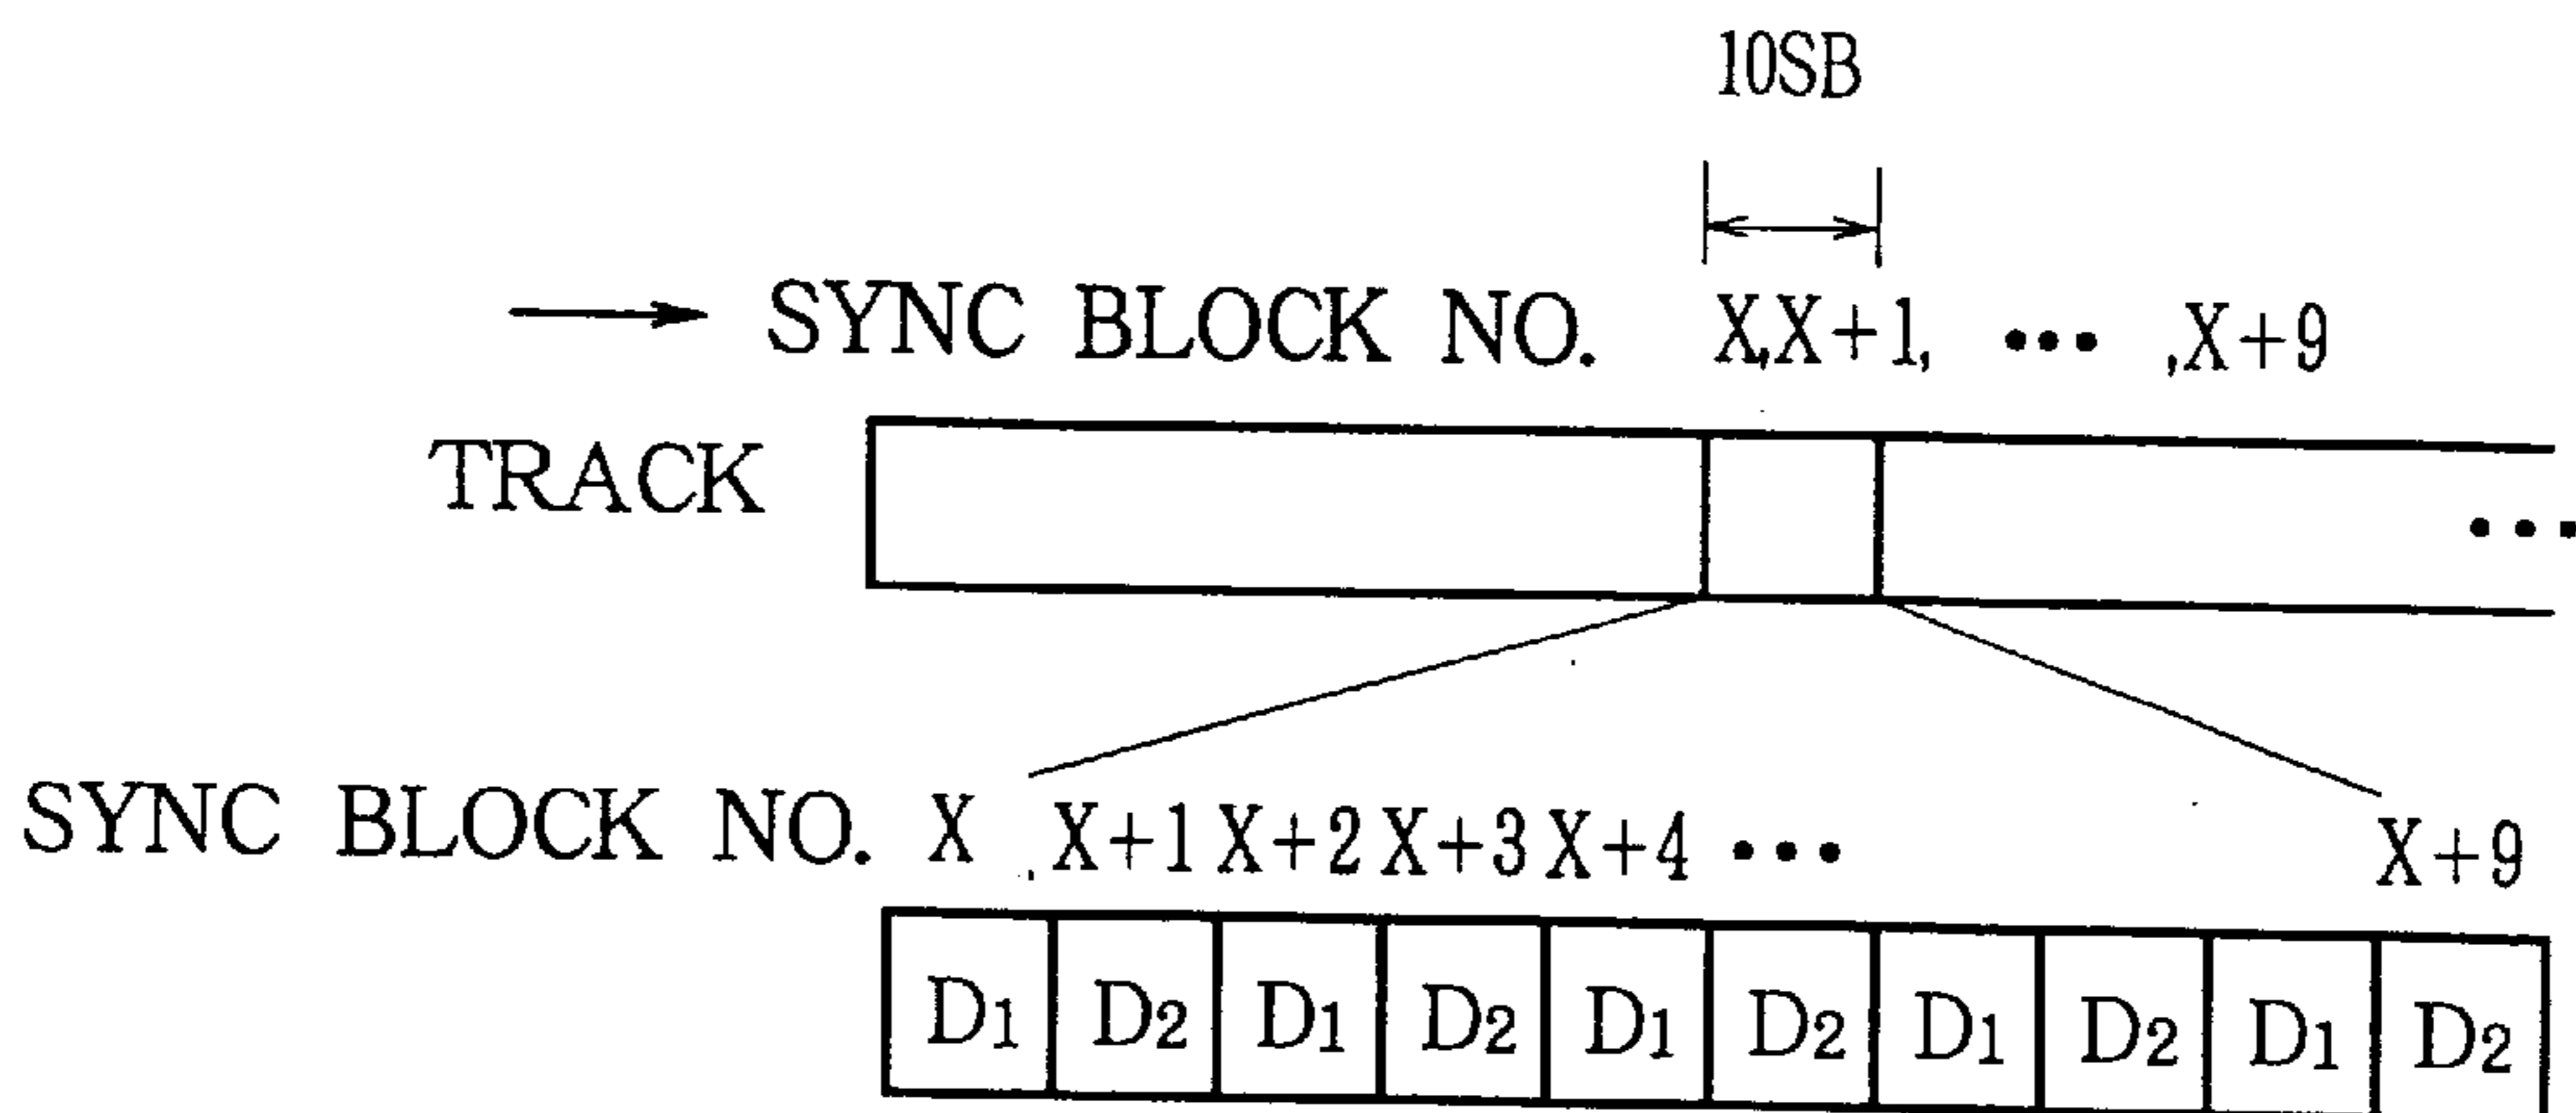 10SB
SYNC BLOCK NO. X,X+1, ••• ,X+9
TRACK
•••
SYNC BLOCK NO. X X+1 X+2 X+3 X+4 ••• X+9
D1 D2 D1 D2 D1 D2 D1 D2 D1 D2